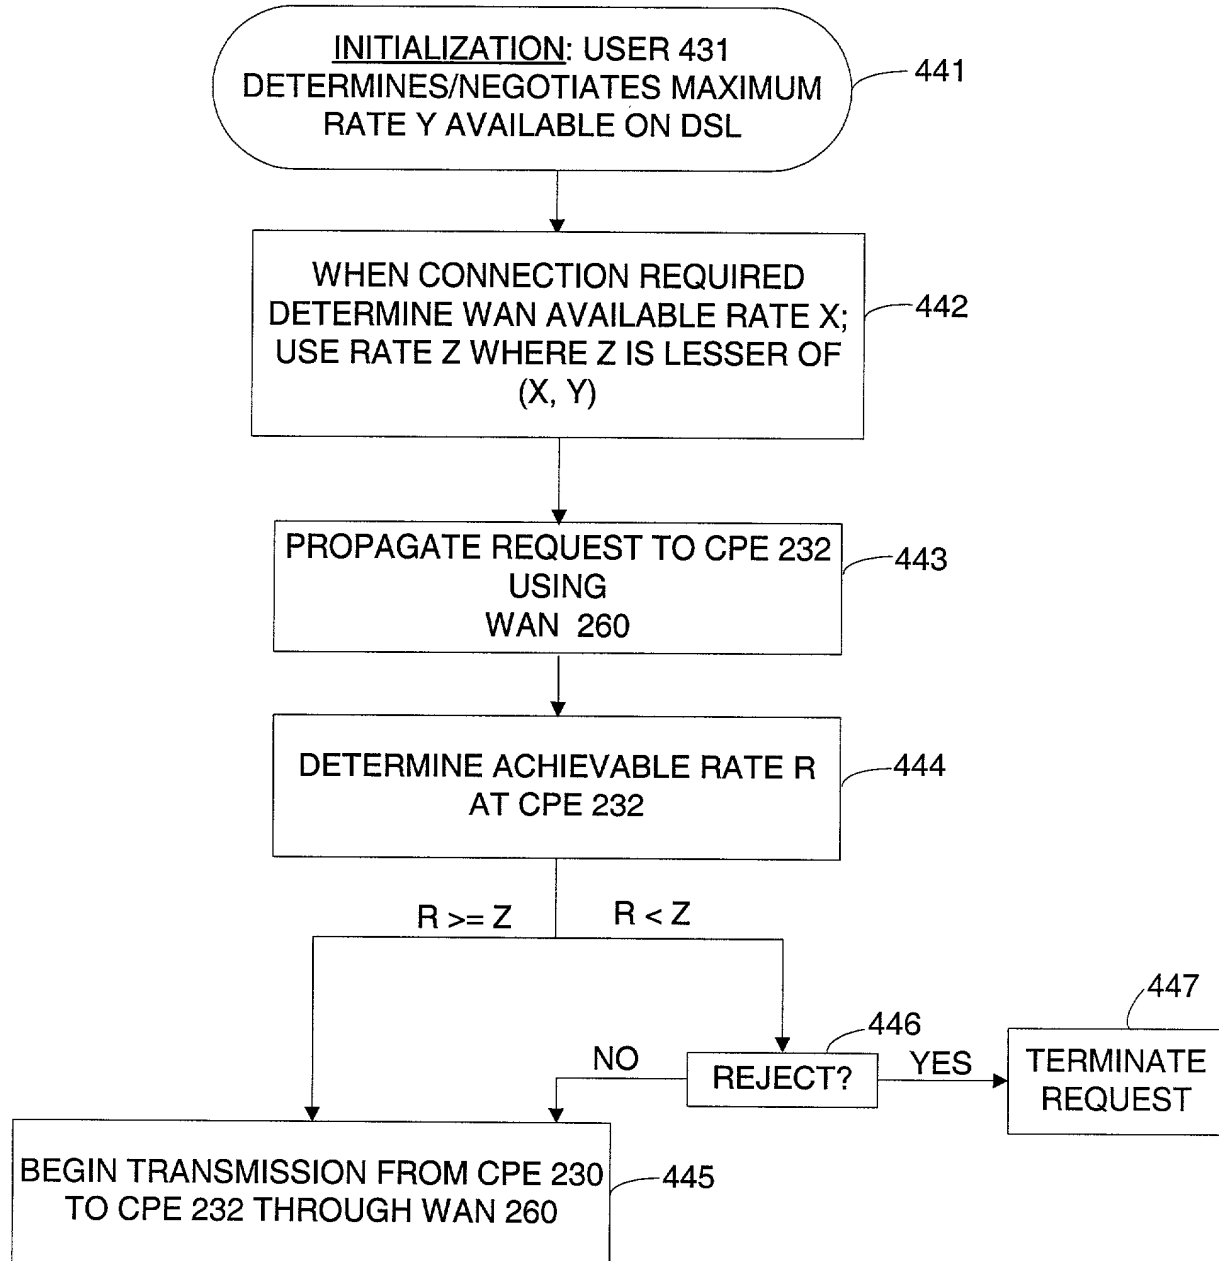 INITIALIZATION: USER 431
DETERMINES/NEGOTIATES MAXIMUM
RATE Y AVAILABLE ON DSL
441
WHEN CONNECTION REQUIRED
DETERMINE WAN AVAILABLE RATE X;
USE RATE Z WHERE Z IS LESSER OF
(X, Y)
442
PROPAGATE REQUEST TO CPE 232
USING
WAN 260
443
DETERMINE ACHIEVABLE RATE R
AT CPE 232
444
R >= Z
R < Z
446
447
NO
REJECT?
YES
TERMINATE
REQUEST
BEGIN TRANSMISSION FROM CPE 230
TO CPE 232 THROUGH WAN 260
445